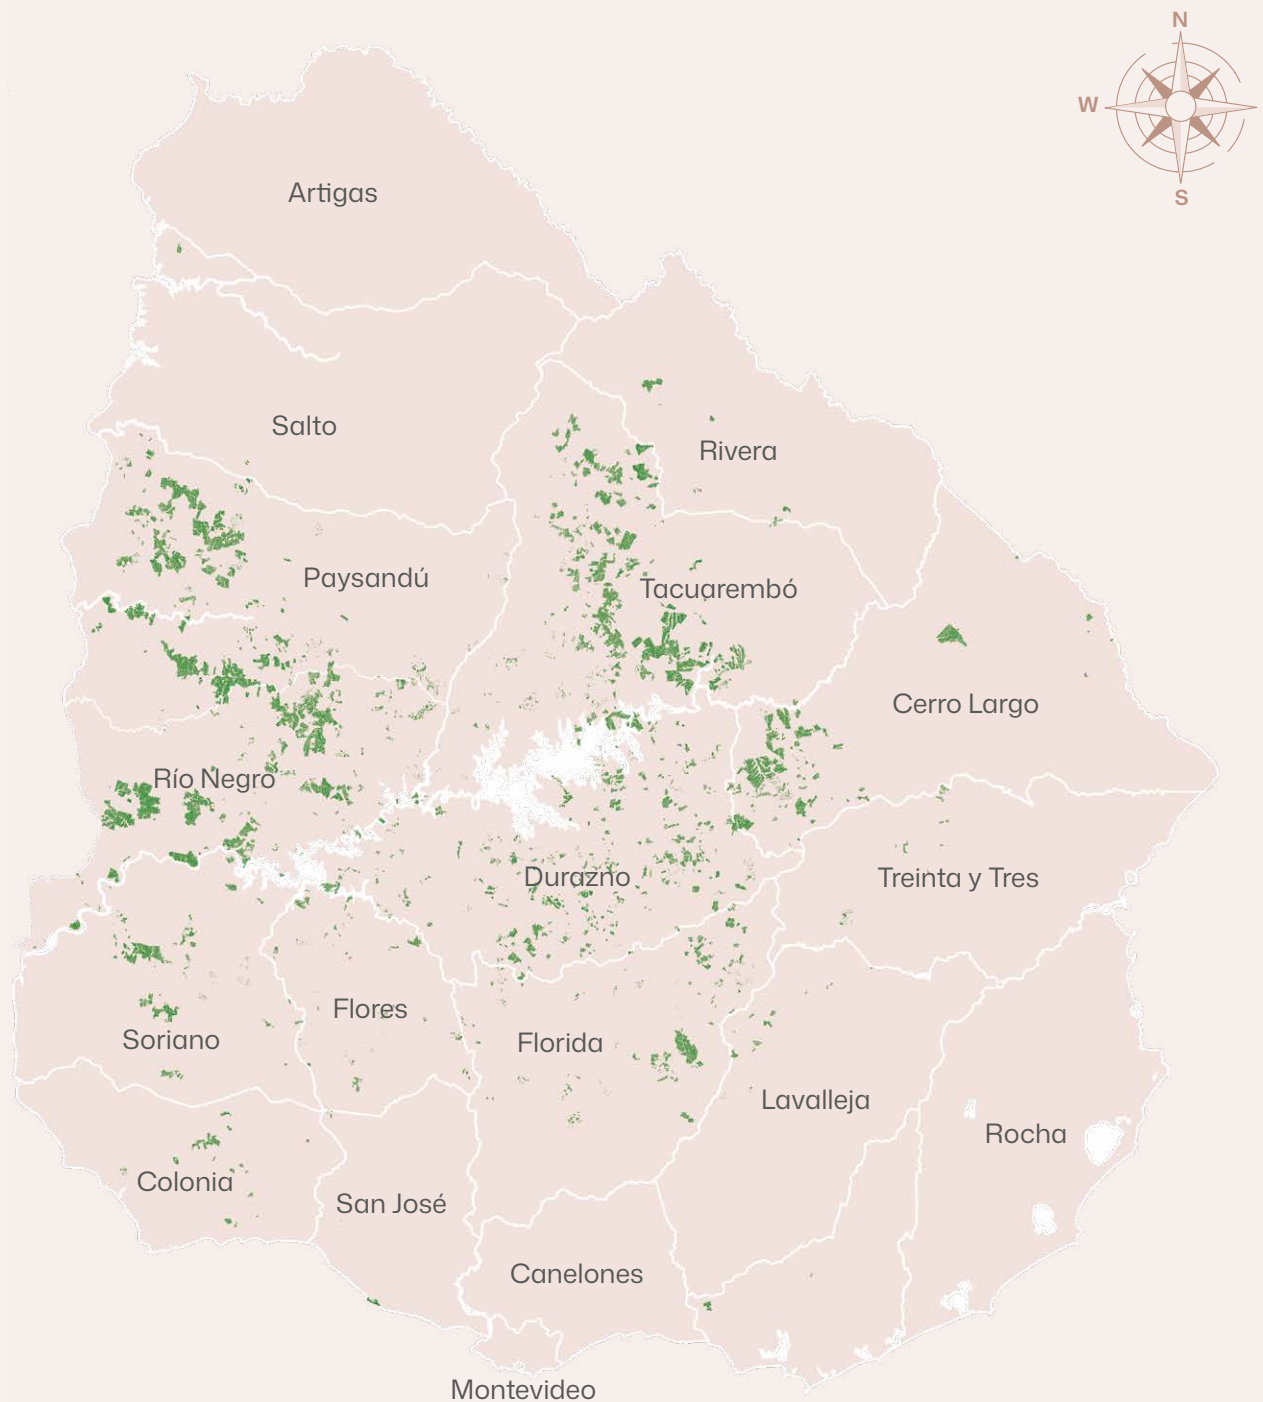 N
W
S
Artigas
Salto
Rivera
Paysandú
Tacuarembó
Cerro Largo
Río Negro
Durazno
Treinta y Tres
Flores
Soriano
Florida
Lavalleja
Rocha
Colonia
San José
Canelones
Montevideo